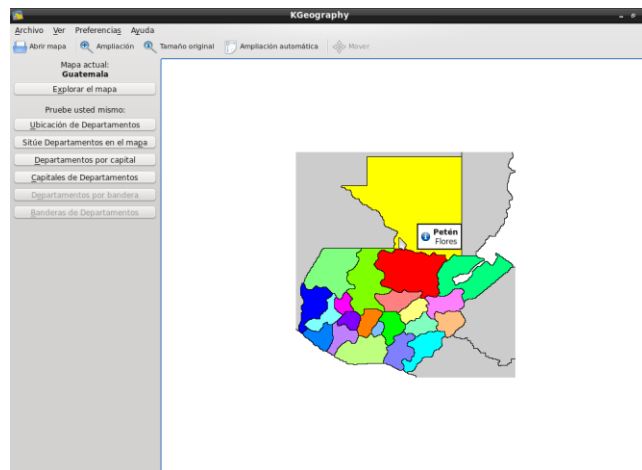 KGeography
Archivo Ver Preferencias Ayuda
Abrir mapa Ampliación Tamaño original Ampliación automática Mover
Mapa actual:
Guatemala
Explorar el mapa
Pruebe usted mismo:
Ubicación de Departamentos
Sitúe Departamentos en el mapa
Departamentos por capital
Capitales de Departamentos
Departamentos por bandera
Banderas de Departamentos
Petén
Flores